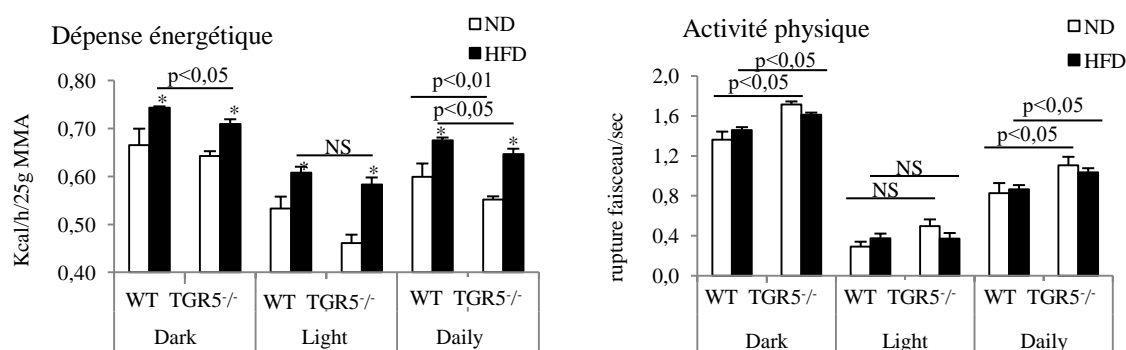 Dépense énergétique
ND
HFD
Kcal/h/25g MMA
0,80
0,70
0,60
0,50
0,40
p<0,05
NS
p<0,01
p<0,05
* * * * * *
WT TGR5-/- WT TGR5-/- WT TGR5-/-
Dark Light Daily
Activité physique
ND
HFD
rupture faisceau/sec
2,0
1,6
1,2
0,8
0,4
0,0
p<0,05
p<0,05
NS
NS
p<0,05
p<0,05
WT TGR5-/- WT TGR5-/- WT TGR5-/-
Dark Light Daily